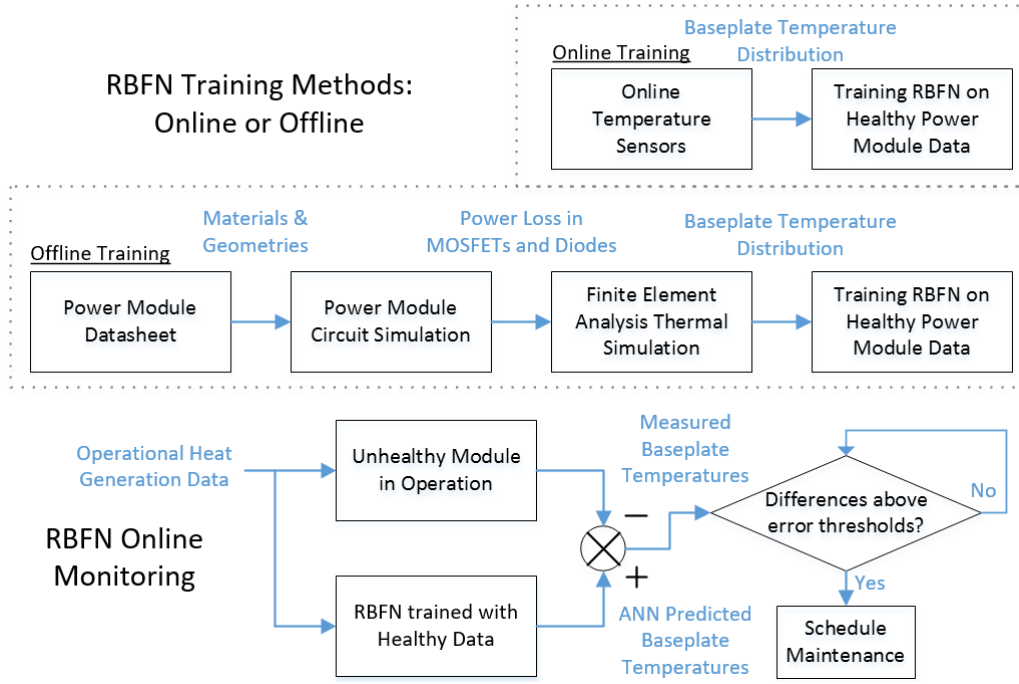 RBFN Training Methods:
Online or Offline
Baseplate Temperature
Distribution
Online Training
Online
Temperature
Sensors
Training RBFN on
Healthy Power
Module Data
Materials &
Geometries
Power Loss in
MOSFETs and Diodes
Baseplate Temperature
Distribution
Offline Training
Power Module
Datasheet
Power Module
Circuit Simulation
Finite Element
Analysis Thermal
Simulation
Training RBFN on
Healthy Power
Module Data
Operational Heat
Generation Data
Unhealthy Module
in Operation
Measured
Baseplate
Temperatures
−
+
Differences above
error thresholds?
No
Yes
RBFN Online
Monitoring
RBFN trained with
Healthy Data
ANN Predicted
Baseplate
Temperatures
Schedule
Maintenance